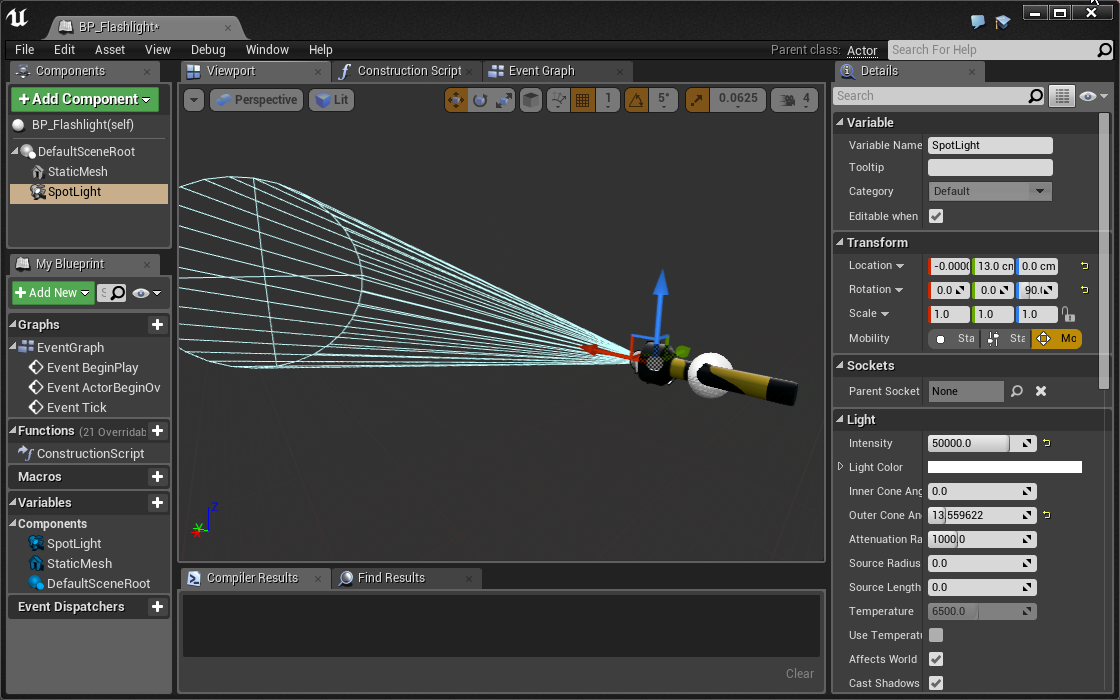 BP_Flashlight*
File Edit Asset View Debug Window Help
Parent class: Actor
Search For Help
Components
Add Component
BP_Flashlight(self)
DefaultSceneRoot
StaticMesh
SpotLight
My Blueprint
Add New
S
Graphs
EventGraph
Event BeginPlay
Event ActorBeginOv
Event Tick
Functions (21 Overridab
ConstructionScript
Macros
Variables
Components
SpotLight
StaticMesh
DefaultSceneRoot
Event Dispatchers
Viewport
Construction Script
Event Graph
Perspective
Lit
1
5°
0.0625
4
Z
Y
X
Compiler Results
Find Results
Clear
Details
Search
Variable
Variable Name SpotLight
Tooltip
Category Default
Editable when
Transform
Location -0.0000 13.0 cm 0.0 cm
Rotation 0.0 0.0 90.0
Scale 1.0 1.0 1.0
Mobility Sta Sta Mo
Sockets
Parent Socket None
Light
Intensity 50000.0
Light Color
Inner Cone Ang 0.0
Outer Cone An 13.559622
Attenuation Ra 1000.0
Source Radius 0.0
Source Length 0.0
Temperature 6500.0
Use Temperatu
Affects World
Cast Shadows